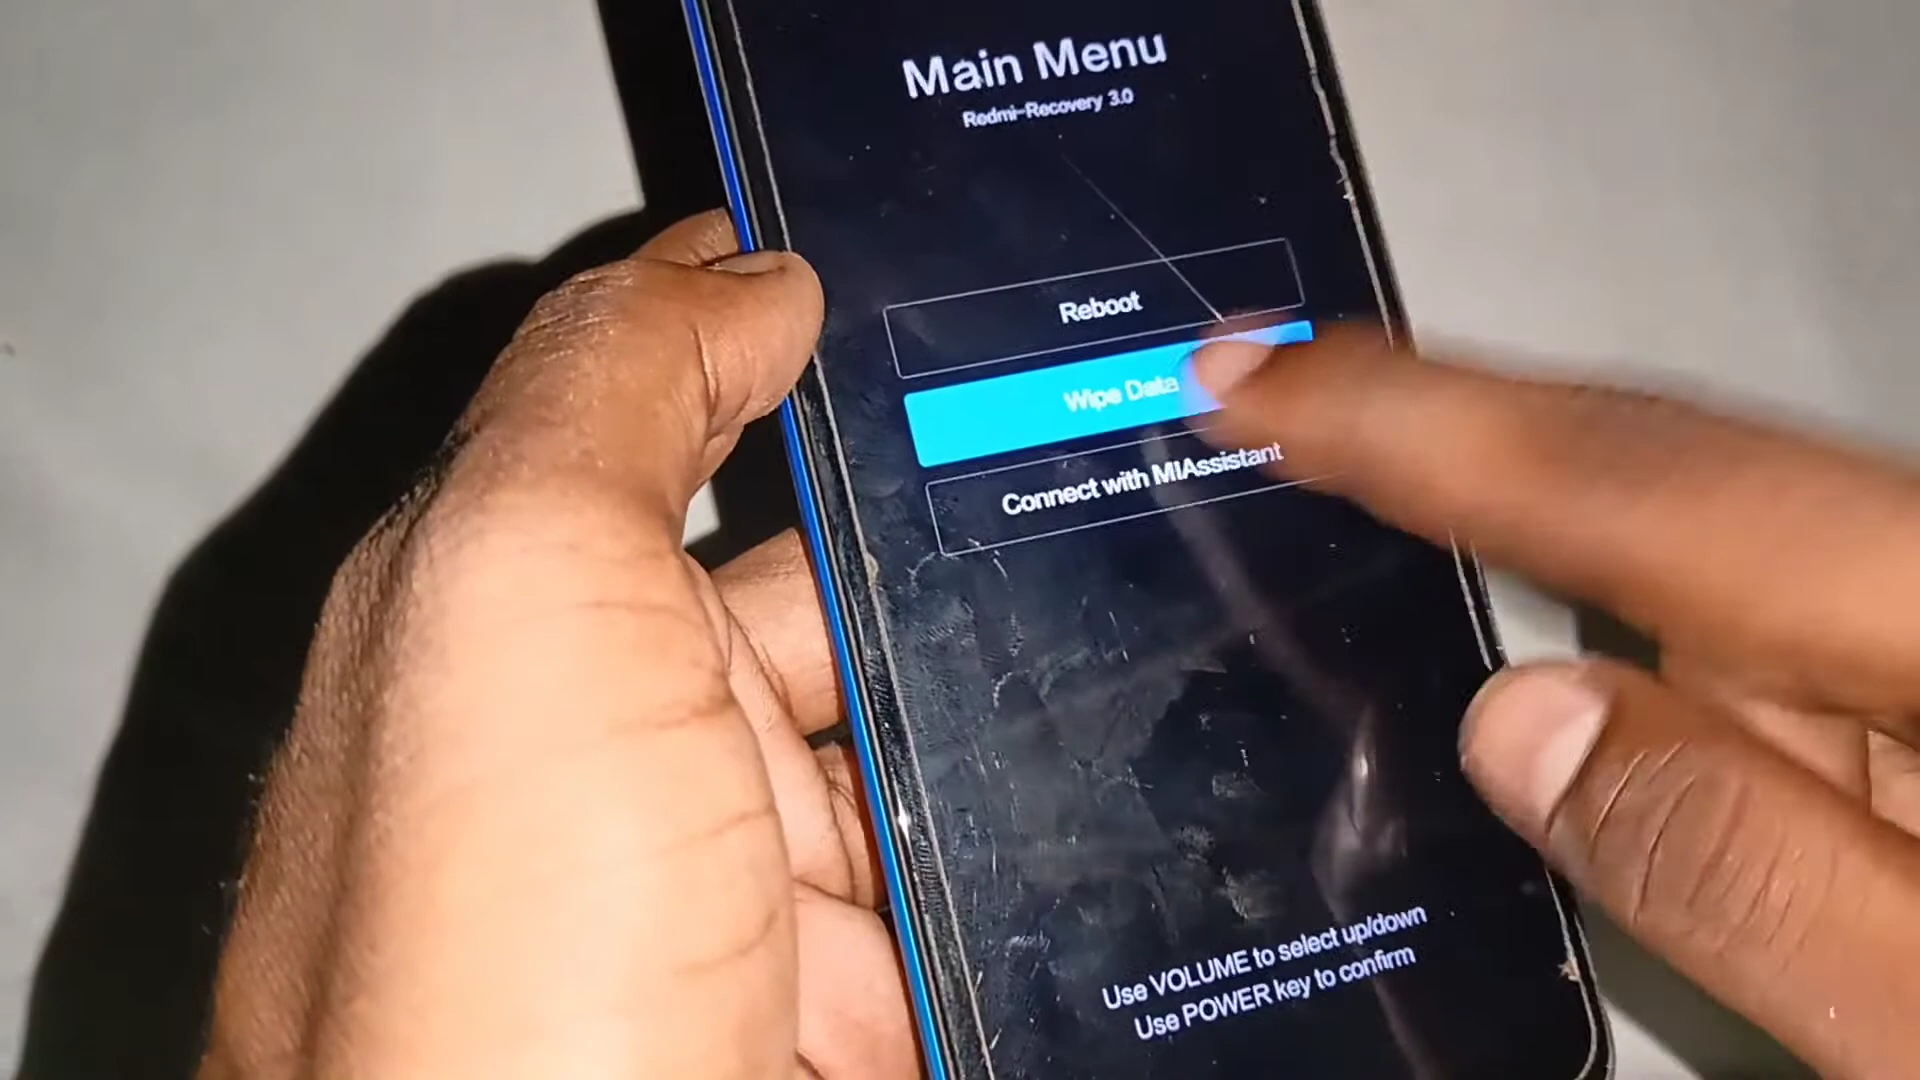 Main Menu
Redmi-Recovery 3.0
Reboot
Wipe Data
Connect with MIAssistant
Use VOLUME to select up/down
Use POWER key to confirm